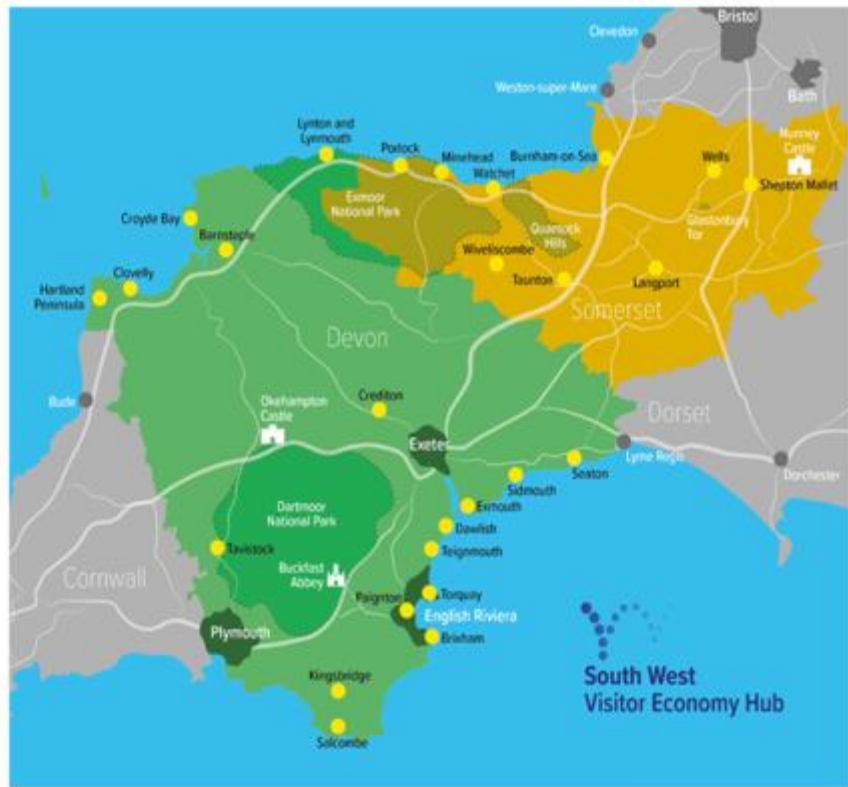 Bristol
Clevedon
Weston-super-Mare
Bath
Lynton and
Lynmouth
Porlock
Minehead
Watchet
Burnham-on-Sea
Wells
Nunney
Castle
Shepton Mallet
Exmoor
National Park
Quantock
Hills
Glastonbury
Tor
Croyde Bay
Barnstaple
Wiveliscombe
Taunton
Langport
Clovelly
Hartland
Peninsula
Somerset
Devon
Bude
Okehampton
Castle
Crediton
Exeter
Dorset
Lyme Regis
Dorchester
Seaton
Sidmouth
Exmouth
Dartmoor
National Park
Dawlish
Teignmouth
Tavistock
Cornwall
Buckfast
Abbey
Torquay
Paignton
English Riviera
Brixham
Plymouth
Kingsbridge
Salcombe
South West
Visitor Economy Hub